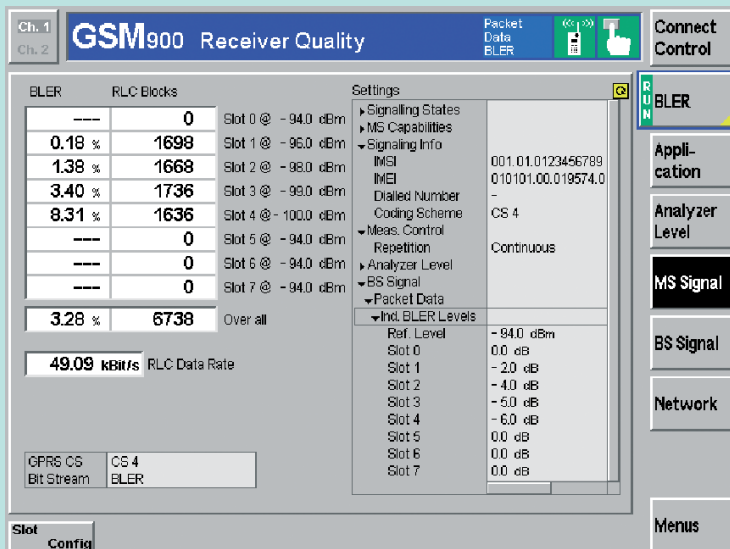 Ch. 1
Ch. 2
GSM900 Receiver Quality
Packet
Data
BLER
Connect
Control
BLER RLC Blocks
--- 0 Slot 0 @ - 94.0 dBm
0.18 % 1698 Slot 1 @ - 96.0 dBm
1.38 % 1668 Slot 2 @ - 98.0 dBm
3.40 % 1736 Slot 3 @ - 99.0 dBm
8.31 % 1636 Slot 4 @ - 100.0 dBm
--- 0 Slot 5 @ - 94.0 dBm
--- 0 Slot 6 @ - 94.0 dBm
--- 0 Slot 7 @ - 94.0 dBm
3.28 % 6738 Over all
49.09 kBit/s RLC Data Rate
GPRS CS CS 4
Bit Stream BLER
Settings
Signalling States
MS Capabilities
Signaling Info
IMSI 001.01.0123456789
IMEI 010101.00.019574.0
Dialled Number -
Coding Scheme CS 4
Meas. Control
Repetition Continuous
Analyzer Level
BS Signal
Packet Data
Ind. BLER Levels
Ref. Level - 94.0 dBm
Slot 0 0.0 dB
Slot 1 - 2.0 dB
Slot 2 - 4.0 dB
Slot 3 - 5.0 dB
Slot 4 - 6.0 dB
Slot 5 0.0 dB
Slot 6 0.0 dB
Slot 7 0.0 dB
RUN
BLER
Appli-
cation
Analyzer
Level
MS Signal
BS Signal
Network
Menus
Slot
Config